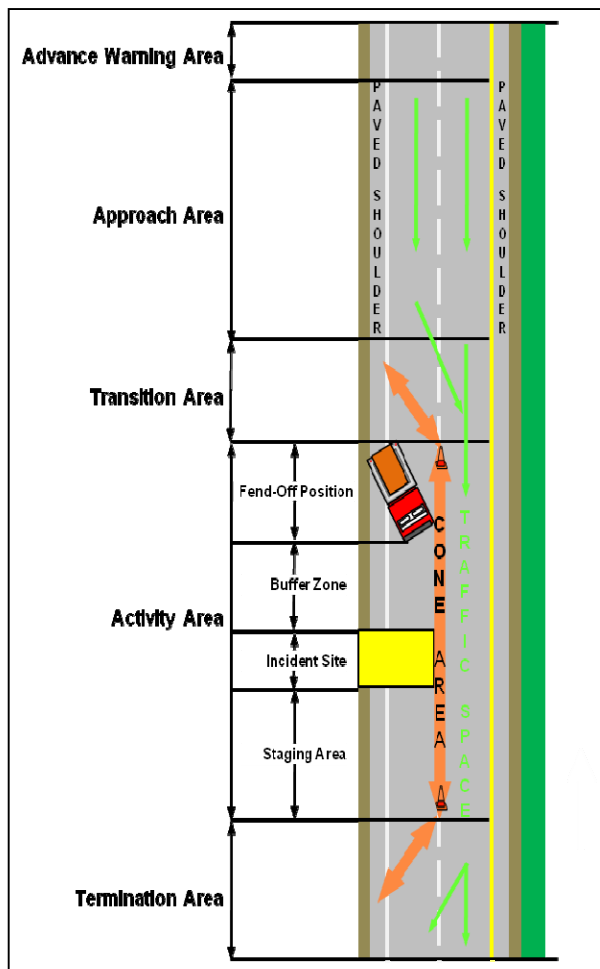 Advance Warning Area
PAVED SHOULDER
PAVED SHOULDER
Approach Area
Transition Area
Fend-Off Position
Buffer Zone
Activity Area
Incident Site
Staging Area
CONE AREA
TRAFFIC SPACE
Termination Area